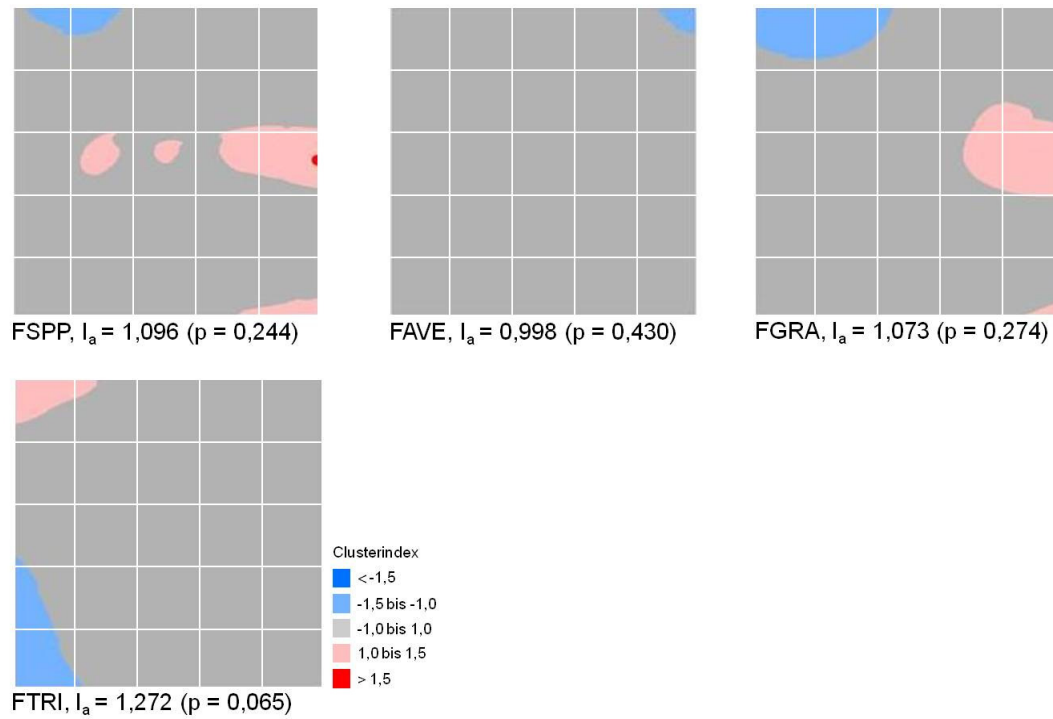 FSPP, Iₐ = 1,096 (p = 0,244)
FAVE, Iₐ = 0,998 (p = 0,430)
FGRA, Iₐ = 1,073 (p = 0,274)
Clusterindex
<-1,5
-1,5 bis -1,0
-1,0 bis 1,0
1,0 bis 1,5
> 1,5
FTRI, Iₐ = 1,272 (p = 0,065)